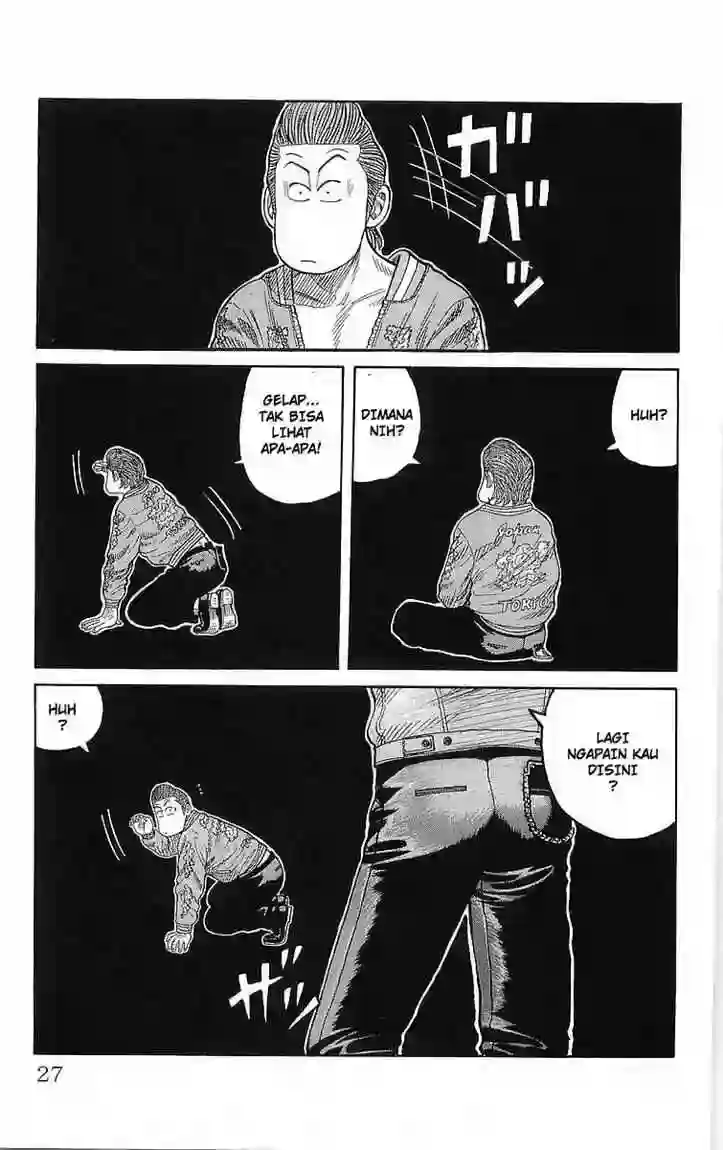 ガバッ
HUH?
DIMANA
NIH?
Japan
TOKYO
GELAP...
TAK BISA
LIHAT
APA-APA!
LAGI
NGAPAIN KAU
DISINI
?
HUH
?
ザッ
27